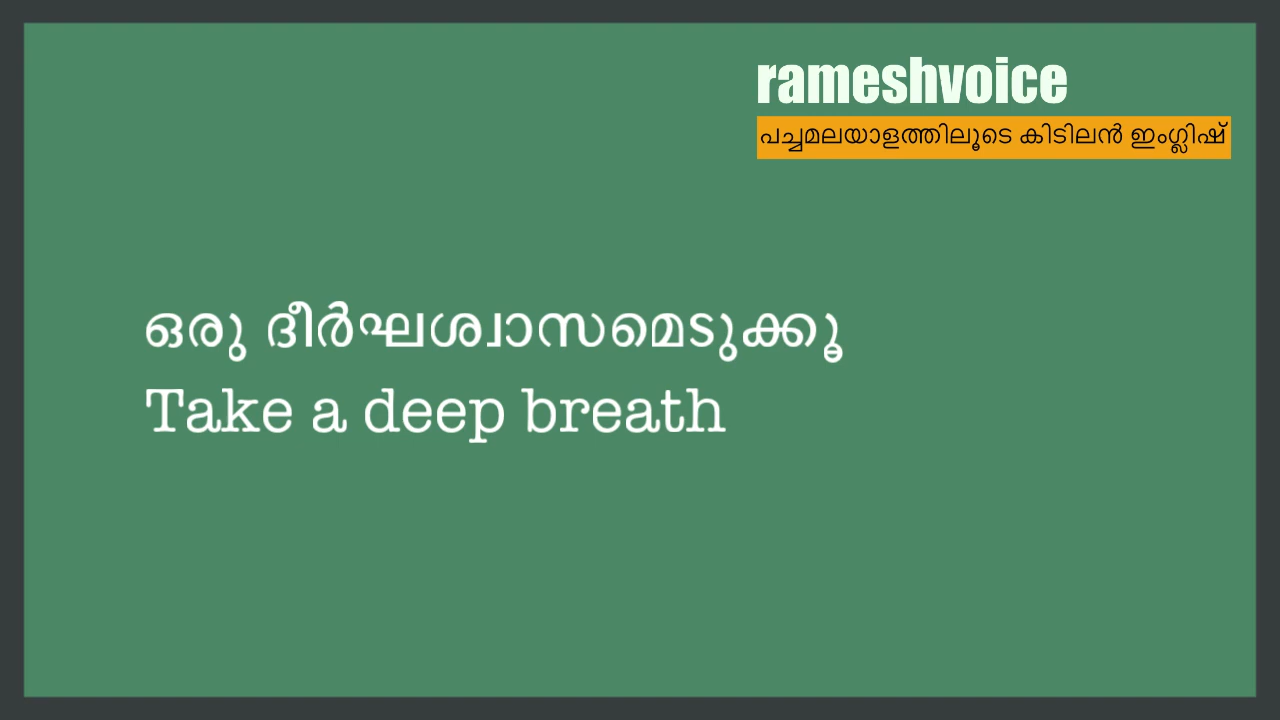 rameshvoice
പച്ചമലയാളത്തിലൂടെ കിടിലൻ ഇംഗ്ലിഷ്
ഒരു ദീർഘശ്വാസമെടുക്കൂ
Take a deep breath